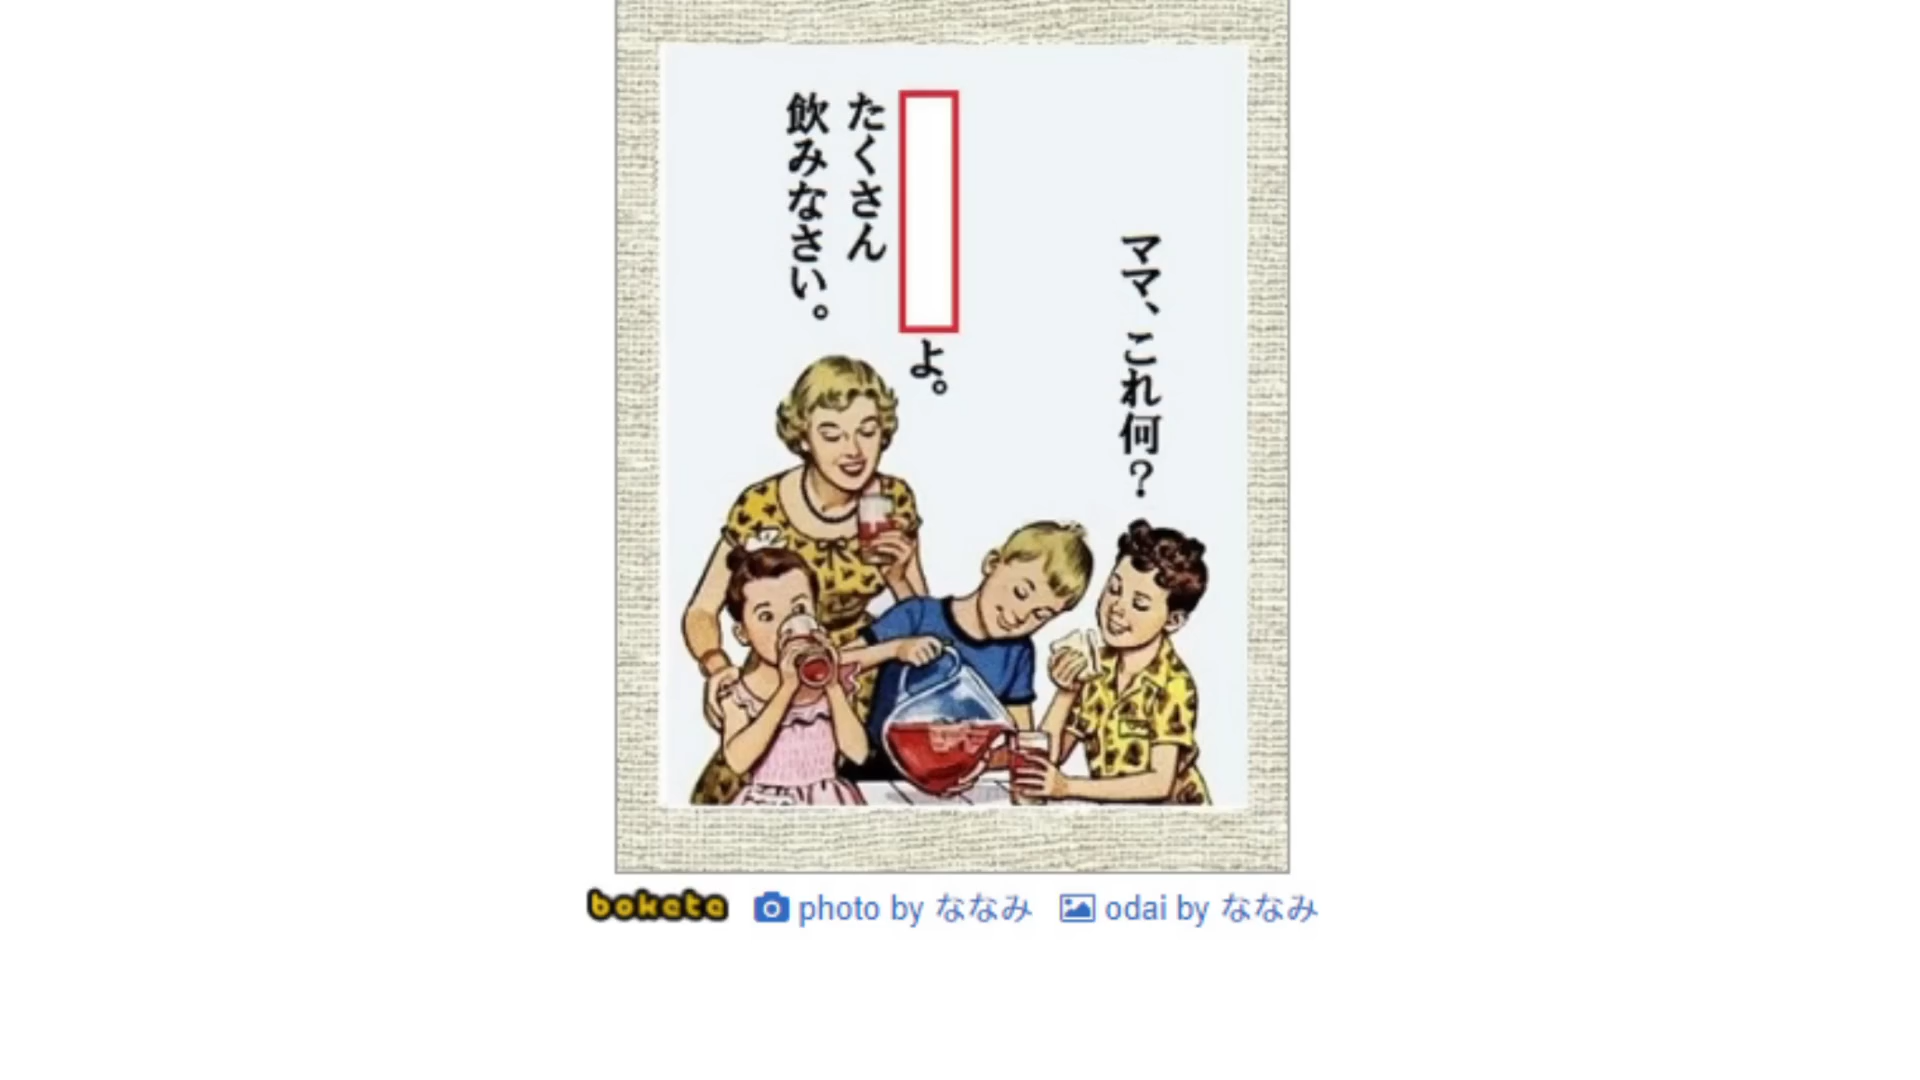 ママ、これ何？
よ。
たくさん
飲みなさい。
bokete photo by ななみ odai by ななみ